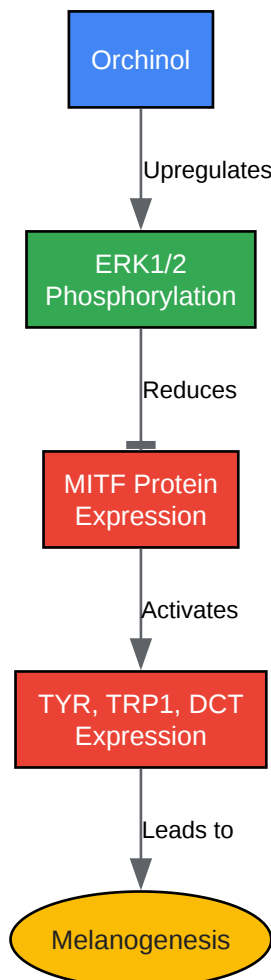 Orchinol
Upregulates
ERK1/2
Phosphorylation
Reduces
MITF Protein
Expression
Activates
TYR, TRP1, DCT
Expression
Leads to
Melanogenesis